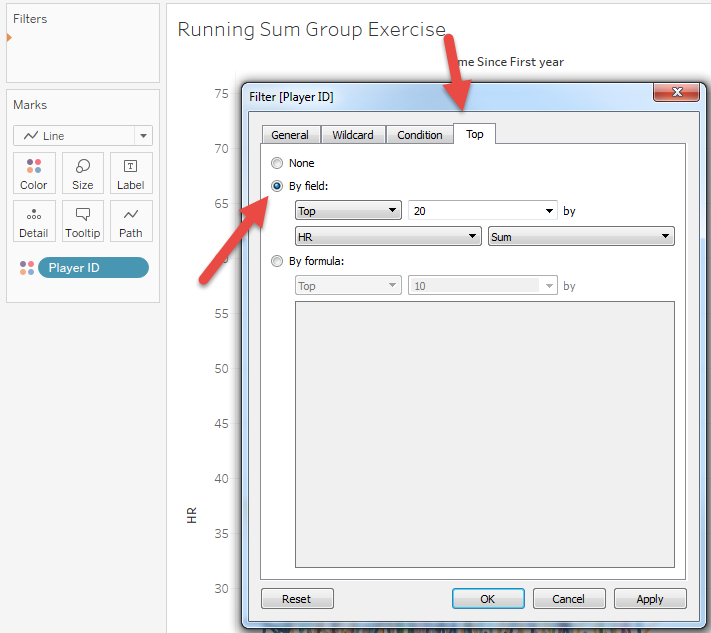 Filters
Running Sum Group Exercise
me Since First year
Marks
Line
Color
Size
Label
Detail
Tooltip
Path
Player ID
75
70
65
55
50
45
40
35
30
HR
Filter [Player ID]
General
Wildcard
Condition
Top
None
By field:
Top
20
by
HR
Sum
By formula:
Top
10
by
Reset
OK
Cancel
Apply